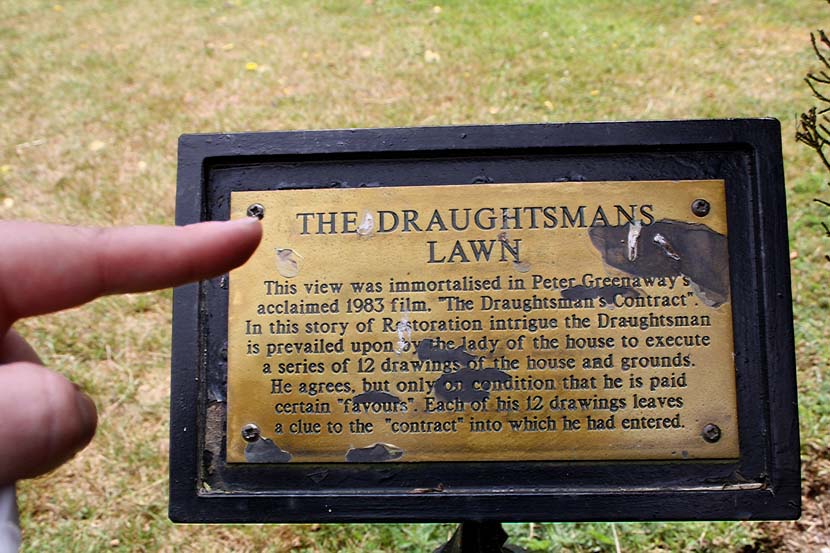 THE DRAUGHTSMANS
LAWN
This view was immortalised in Peter Greenaway's
acclaimed 1983 film. "The Draughtsman's Contract".
In this story of Restoration intrigue the Draughtsman
is prevailed upon by the lady of the house to execute
a series of 12 drawings of the house and grounds.
He agrees, but only on condition that he is paid
certain "favours". Each of his 12 drawings leaves
a clue to the "contract" into which he had entered.